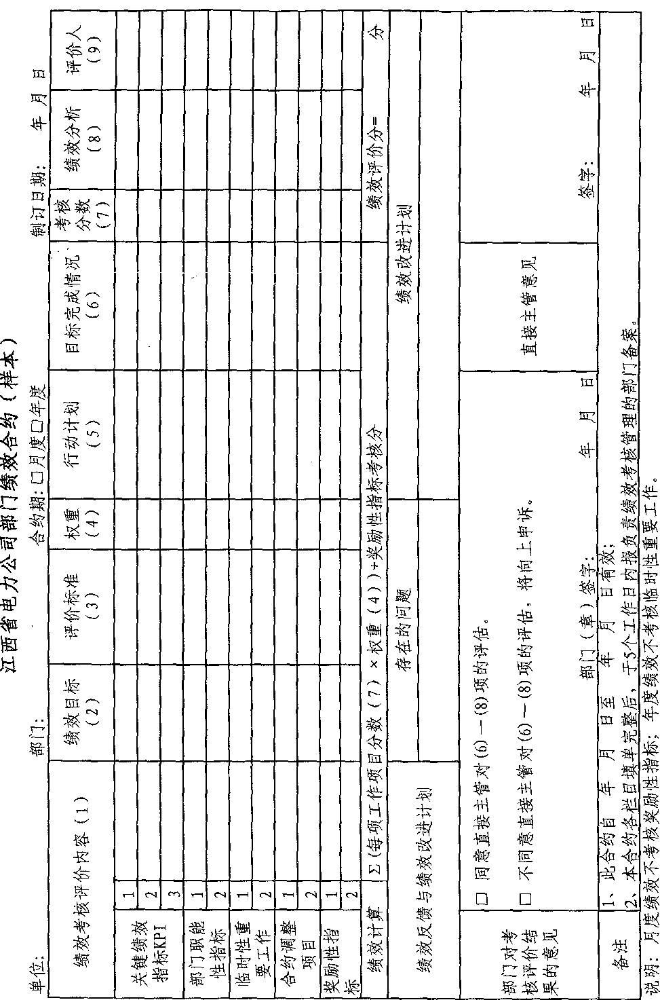 江西省电力公司部门绩效合约(样本)
单位: 部门: 合约期:□月度□年度 制订日期: 年 月 日
绩效考核评价内容(1) 绩效目标(2) 评价标准(3) 权重(4) 行动计划(5) 目标完成情况(6) 考核分数(7) 绩效分析(8) 评价人(9)
关键绩效指标KPI 1
2
3
部门职能性指标 1
2
临时性重要工作 1
2
合约调整项目 1
2
奖励性指标 1
2
绩效计算 Σ(每项工作项目分数(7)×权重(4))+奖励性指标考核分 绩效评价分= 分
绩效反馈与绩效改进计划 存在的问题 绩效改进计划
部门对考核评价结果的意见
□ 同意直接主管对(6)-(8)项的评估。
□ 不同意直接主管对(6)-(8)项的评估,将向上申诉。
部门(章)签字: 年 月 日
直接主管意见
签字: 年 月 日
备注
1、此合约自 年 月 日至 年 月 日有效;
2、本合约各栏目填单完整后,于5个工作日内报负责绩效考核管理的部门备案。
说明:月度绩效不考核奖励性指标;年度绩效不考核临时性重要工作。